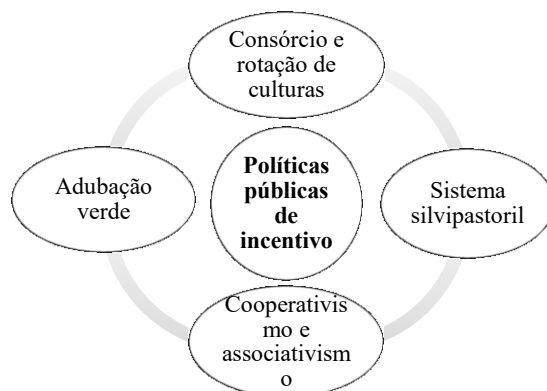 Consórcio e
rotação de
culturas
Adubação
verde
Políticas
públicas
de
incentivo
Sistema
silvipastoril
Cooperativis
mo e
associativism
o